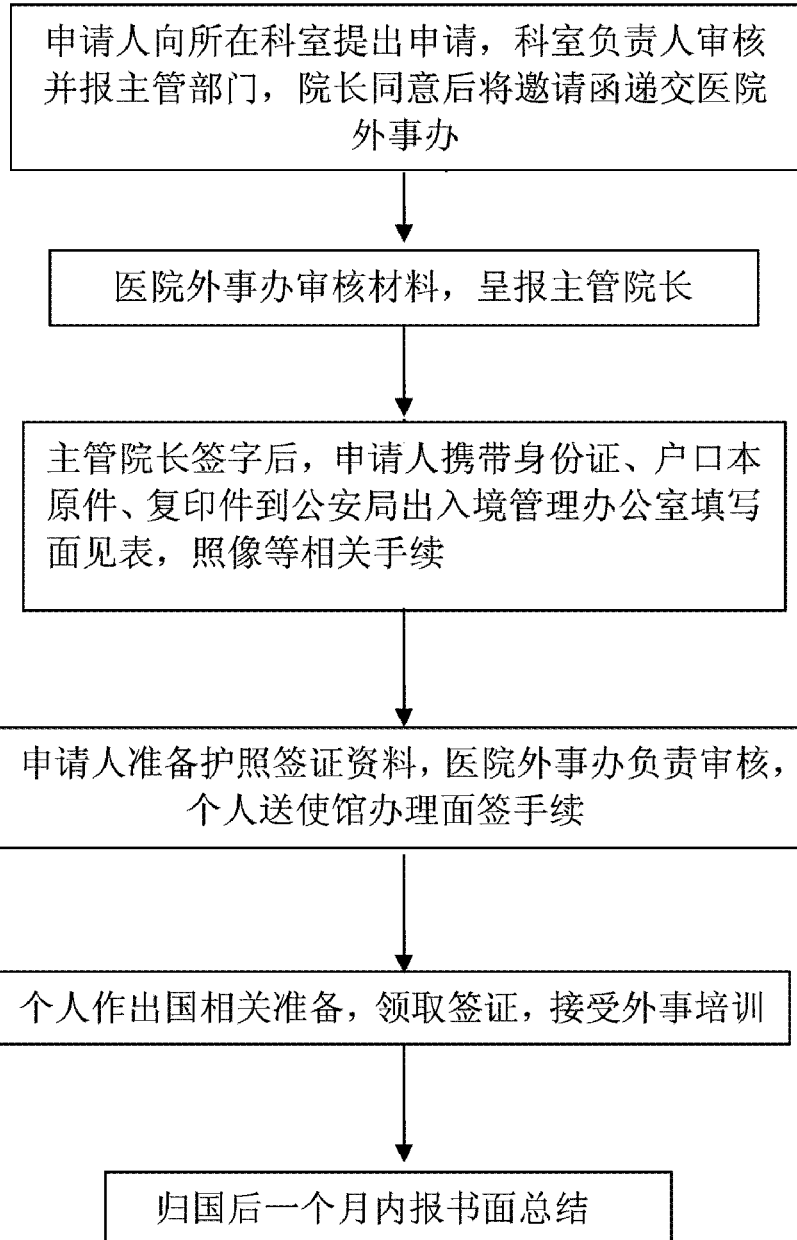 申请人向所在科室提出申请，科室负责人审核
并报主管部门，院长同意后将邀请函递交医院
外事办
医院外事办审核材料，呈报主管院长
主管院长签字后，申请人携带身份证、户口本
原件、复印件到公安局出入境管理办公室填写
面见表，照像等相关手续
申请人准备护照签证资料，医院外事办负责审核，
个人送使馆办理面签手续
个人作出国相关准备，领取签证，接受外事培训
归国后一个月内报书面总结